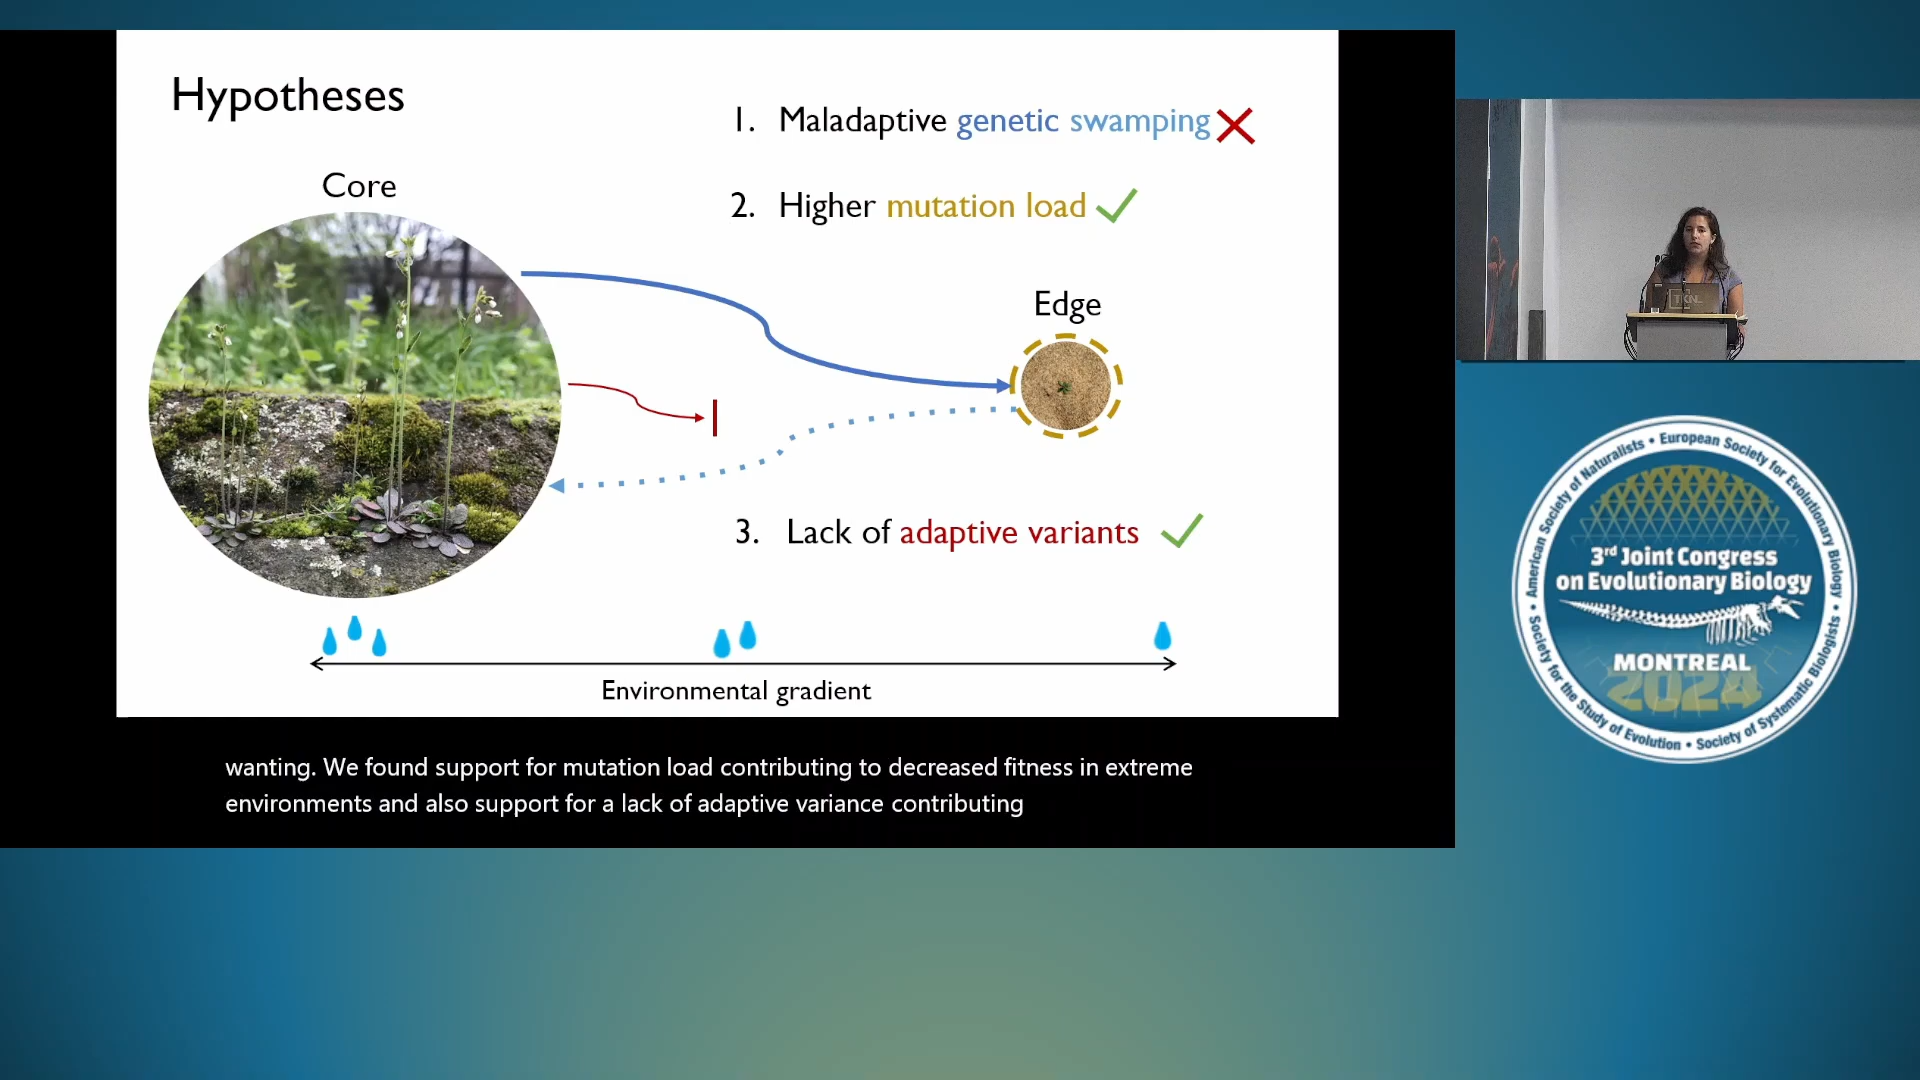 Hypotheses
1. Maladaptive genetic swamping
2. Higher mutation load
Core
Edge
3. Lack of adaptive variants
Environmental gradient
wanting. We found support for mutation load contributing to decreased fitness in extreme
environments and also support for a lack of adaptive variance contributing
TKNL
American Society of Naturalists • European Society for Evolutionary Biology •
Society for the Study of Evolution • Society of Systematic Biologists •
3rd Joint Congress
on Evolutionary Biology
MONTREAL
2024